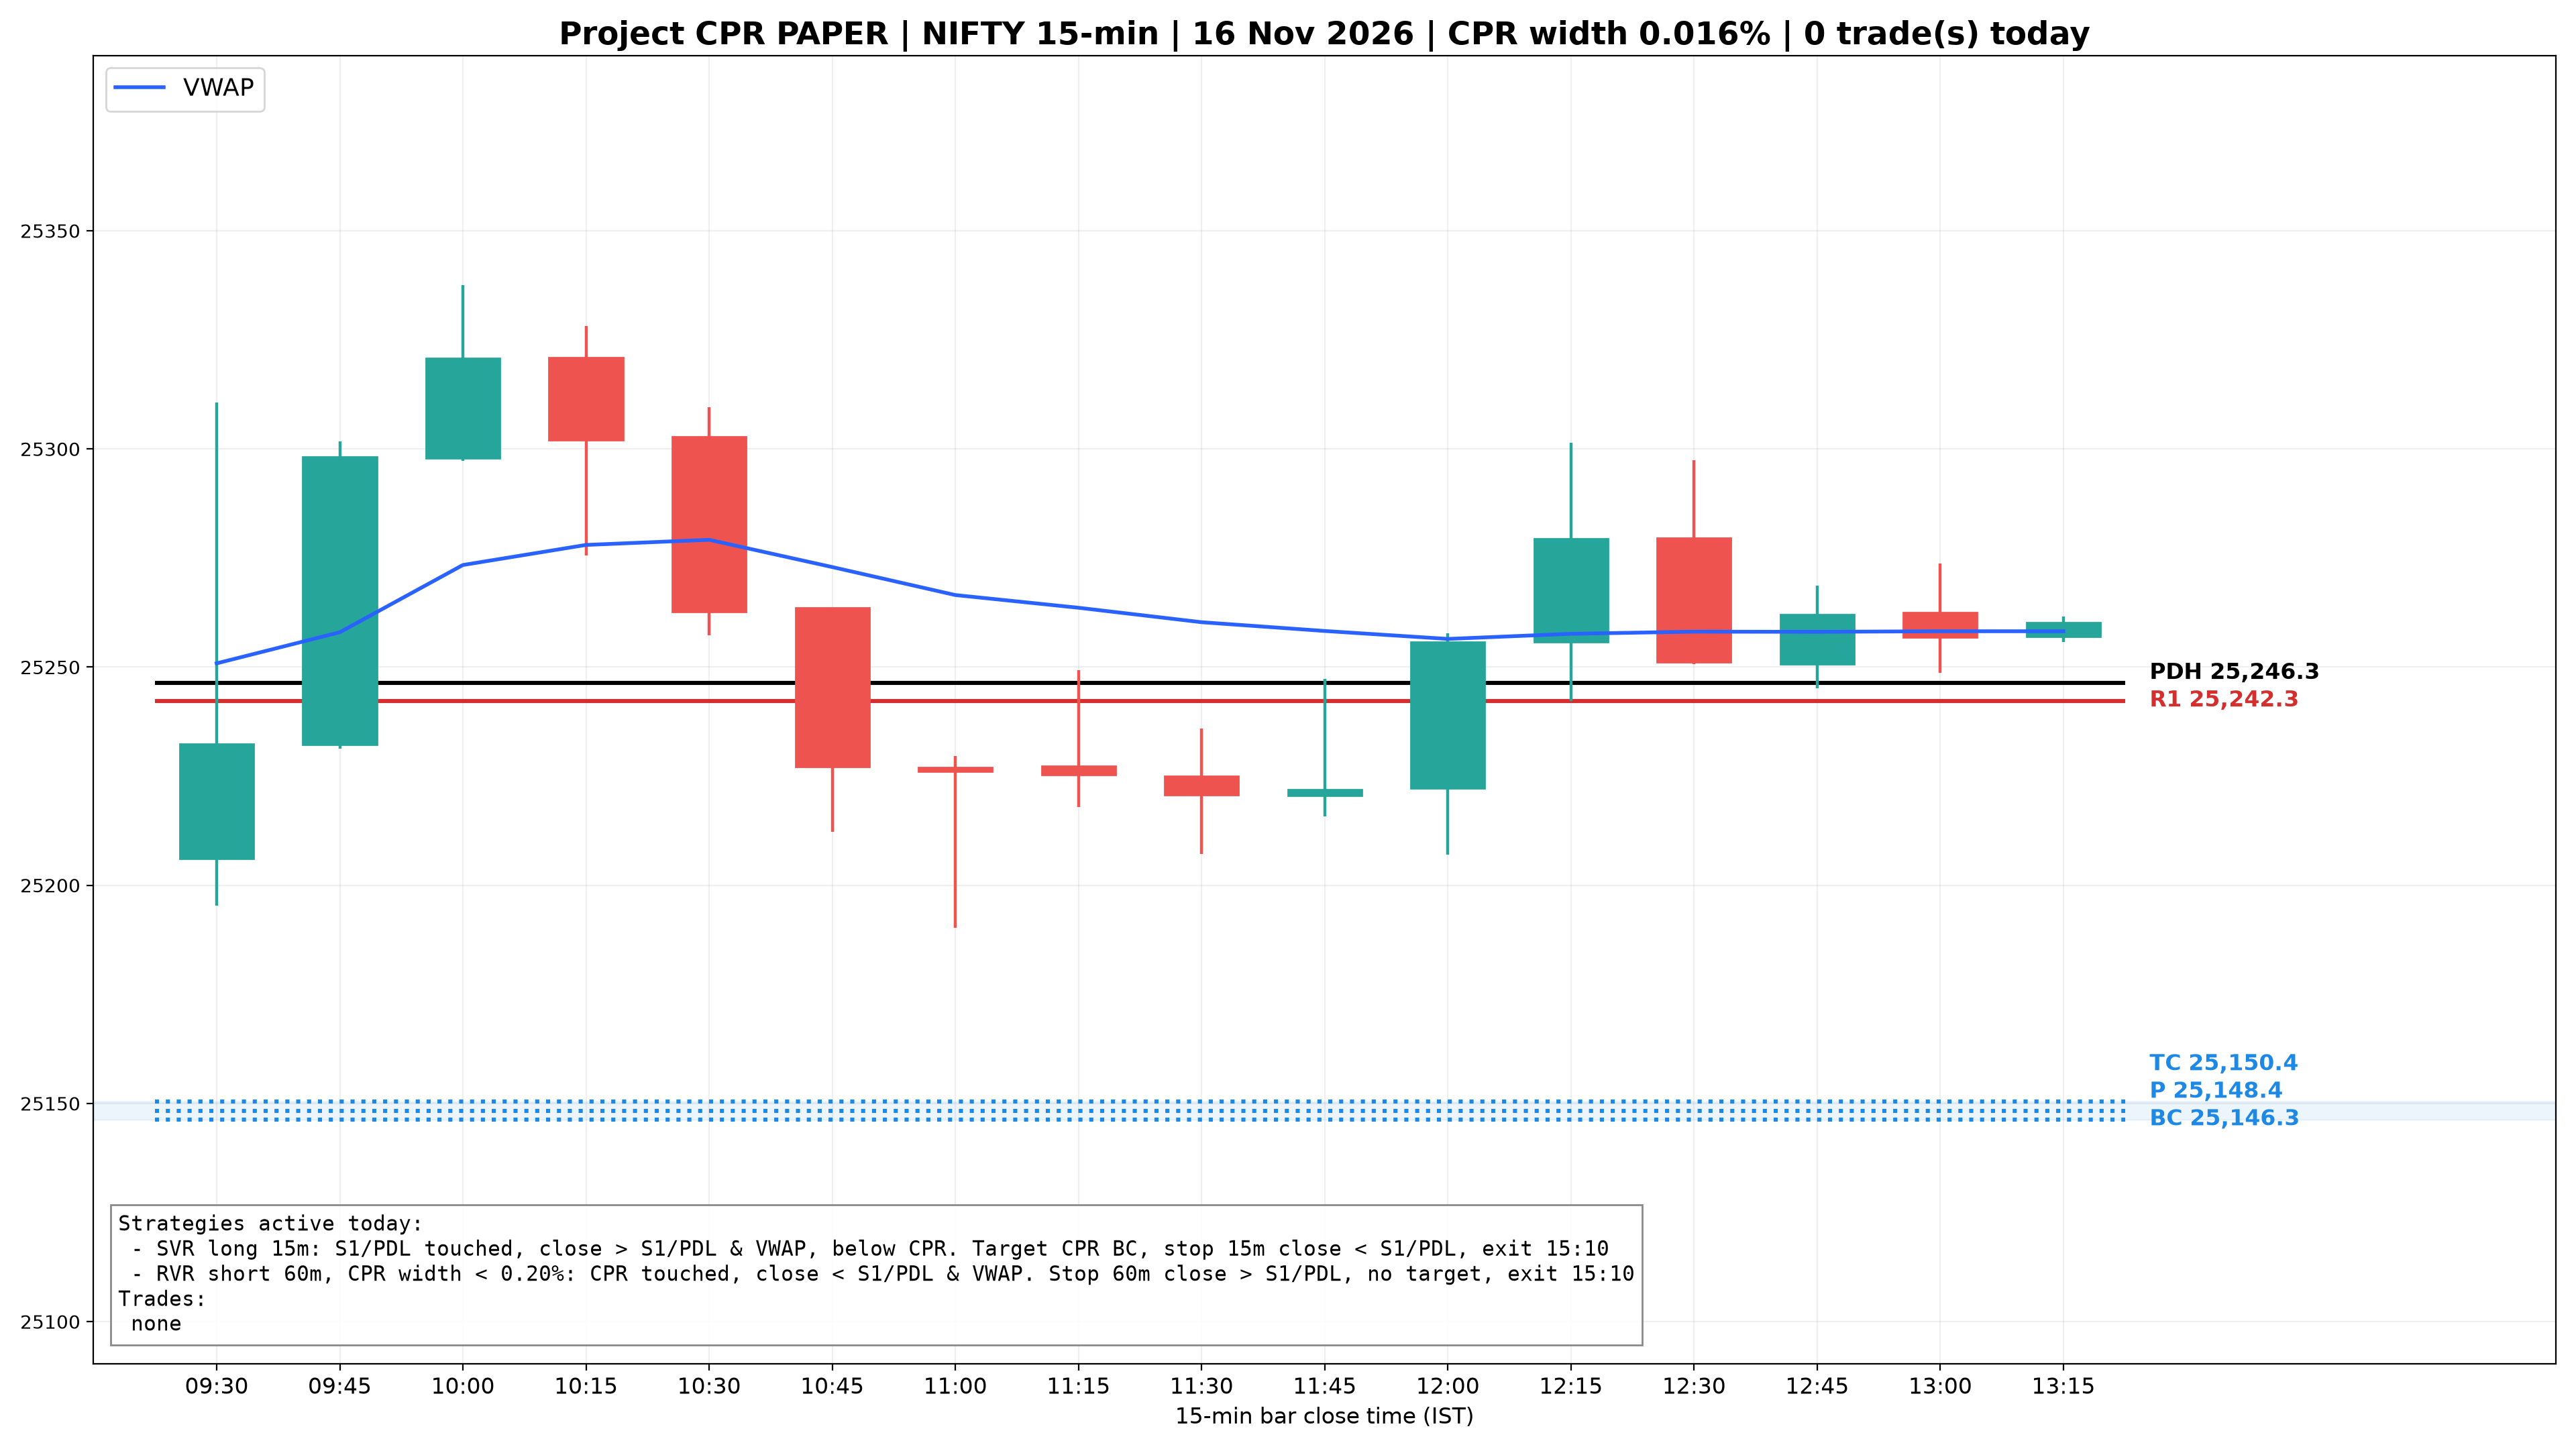 Project CPR PAPER | NIFTY 15-min | 16 Nov 2026 | CPR width 0.016% | 0 trade(s) today
VWAP
25350
25300
25250
25200
25150
25100
PDH 25,246.3
R1 25,242.3
TC 25,150.4
P 25,148.4
BC 25,146.3
Strategies active today:
- SVR long 15m: S1/PDL touched, close > S1/PDL & VWAP, below CPR. Target CPR BC, stop 15m close < S1/PDL, exit 15:10
- RVR short 60m, CPR width < 0.20%: CPR touched, close < S1/PDL & VWAP. Stop 60m close > S1/PDL, no target, exit 15:10
Trades:
none
09:30 09:45 10:00 10:15 10:30 10:45 11:00 11:15 11:30 11:45 12:00 12:15 12:30 12:45 13:00 13:15
15-min bar close time (IST)